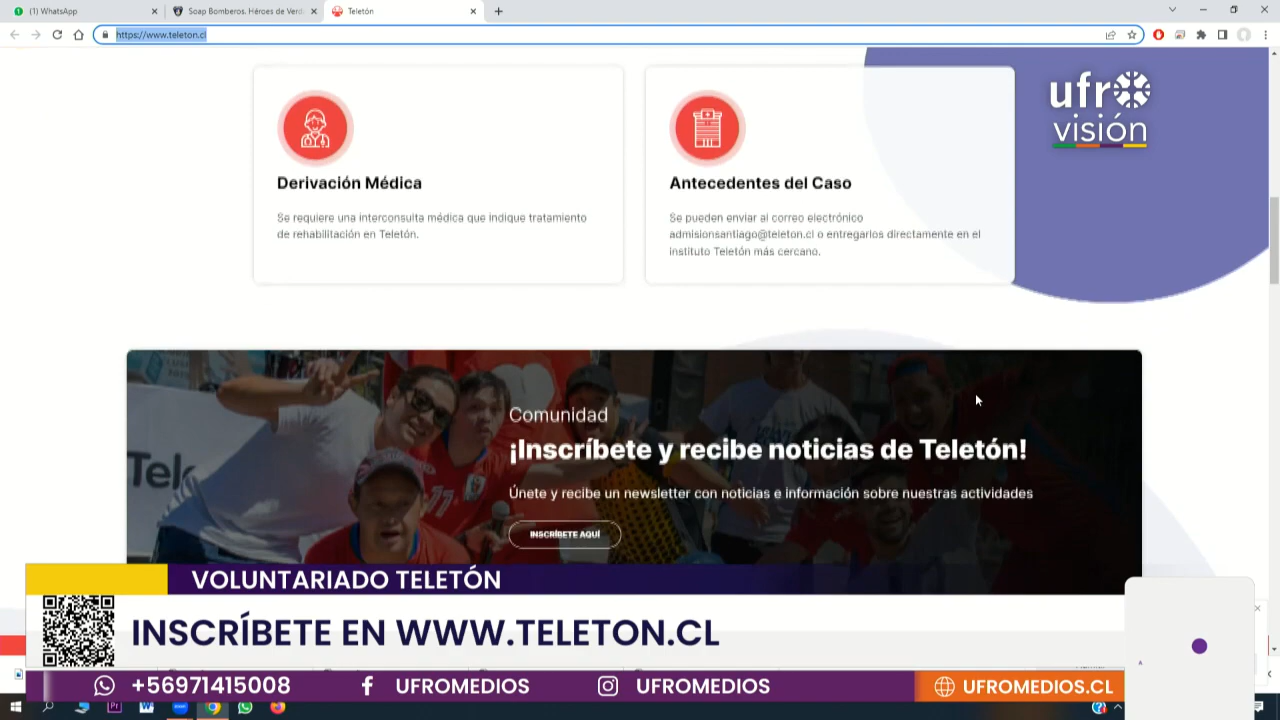 (1) WhatsApp
Soap Bomberos. Héroes de Verd
Teletón
https://www.teleton.cl
ufro
visión
Derivación Médica
Se requiere una interconsulta médica que indique tratamiento
de rehabilitación en Teletón.
Antecedentes del Caso
Se pueden enviar al correo electrónico
admisionsantiago@teleton.cl o entregarlos directamente en el
instituto Teletón más cercano.
Comunidad
¡Inscríbete y recibe noticias de Teletón!
Únete y recibe un newsletter con noticias e información sobre nuestras actividades
INSCRÍBETE AQUÍ
VOLUNTARIADO TELETÓN
INSCRÍBETE EN WWW.TELETON.CL
+56971415008
UFROMEDIOS
UFROMEDIOS
UFROMEDIOS.CL